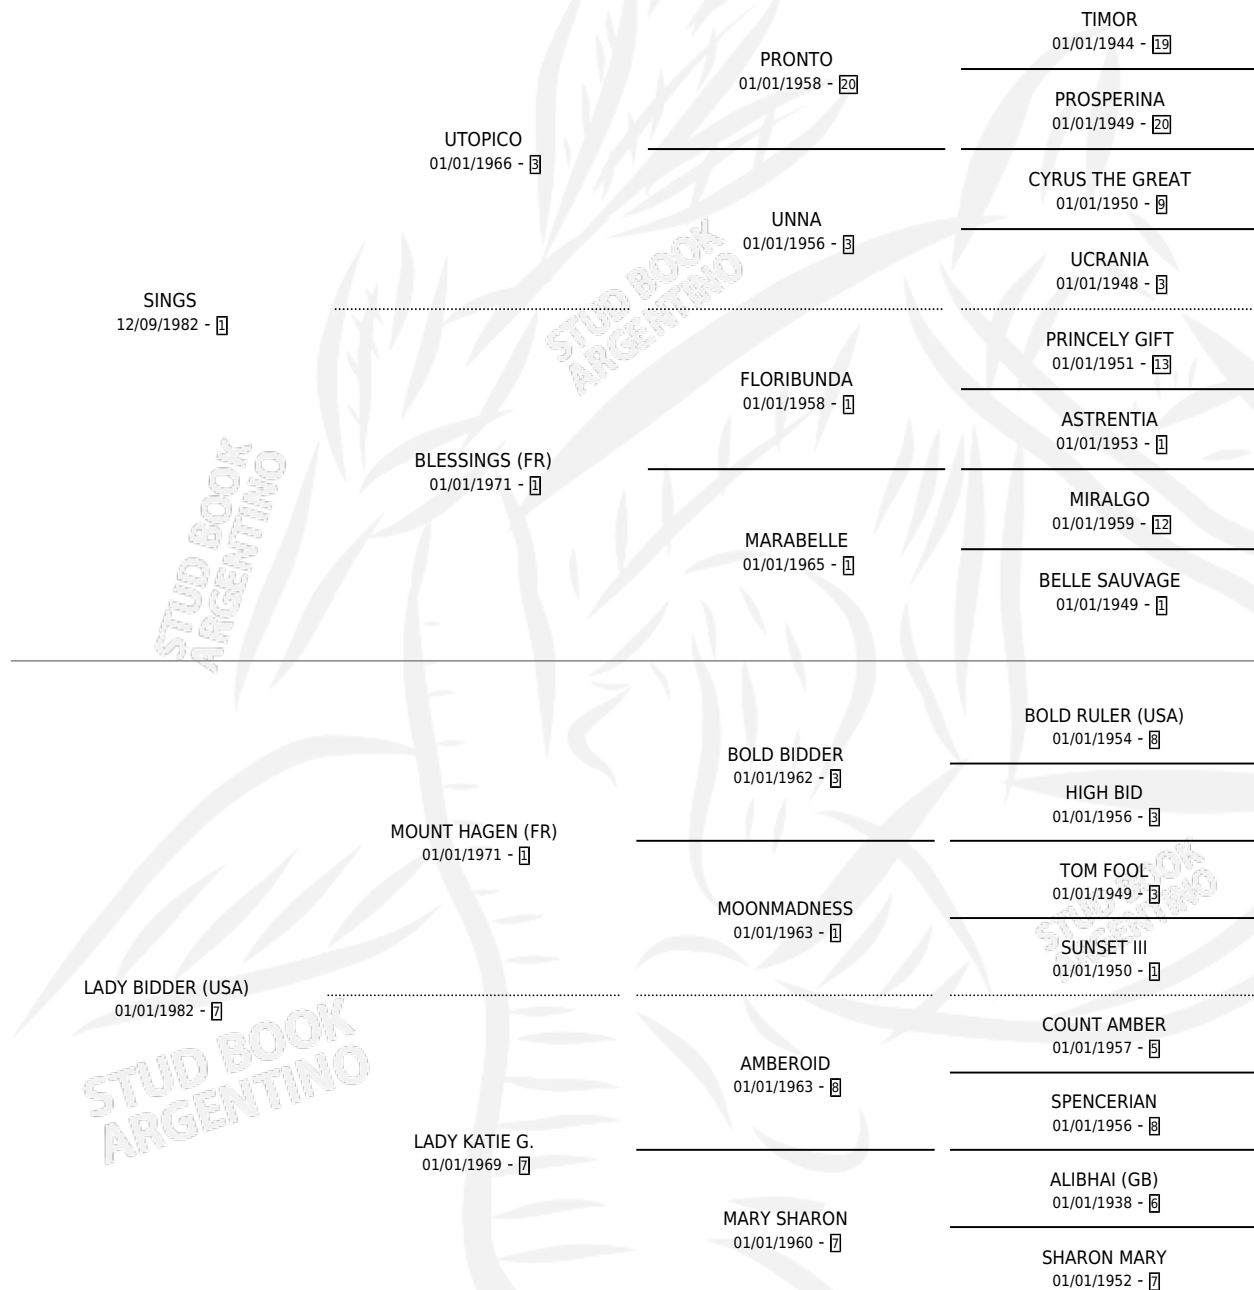 TIMOR
01/01/1944 - 19
PRONTO
01/01/1958 - 20
PROSPERINA
01/01/1949 - 20
UTOPICO
01/01/1966 - 3
CYRUS THE GREAT
01/01/1950 - 9
UNNA
01/01/1956 - 3
UCRANIA
01/01/1948 - 3
SINGS
12/09/1982 - 1
PRINCELY GIFT
01/01/1951 - 13
FLORIBUNDA
01/01/1958 - 1
ASTRENTIA
01/01/1953 - 1
BLESSINGS (FR)
01/01/1971 - 1
MIRALGO
01/01/1959 - 12
MARABELLE
01/01/1965 - 1
BELLE SAUVAGE
01/01/1949 - 1
BOLD RULER (USA)
01/01/1954 - 8
BOLD BIDDER
01/01/1962 - 3
HIGH BID
01/01/1956 - 3
MOUNT HAGEN (FR)
01/01/1971 - 1
TOM FOOL
01/01/1949 - 3
MOONMADNESS
01/01/1963 - 1
SUNSET III
01/01/1950 - 1
LADY BIDDER (USA)
01/01/1982 - 7
COUNT AMBER
01/01/1957 - 5
AMBEROID
01/01/1963 - 8
SPENCERIAN
01/01/1956 - 8
LADY KATIE G.
01/01/1969 - 7
ALIBHAI (GB)
01/01/1938 - 6
MARY SHARON
01/01/1960 - 7
SHARON MARY
01/01/1952 - 7
STUD BOOK
ARGENTINO
STUD BOOK
ARGENTINO
STUD BOOK
ARGENTINO
STUD BOOK
ARGENTINO